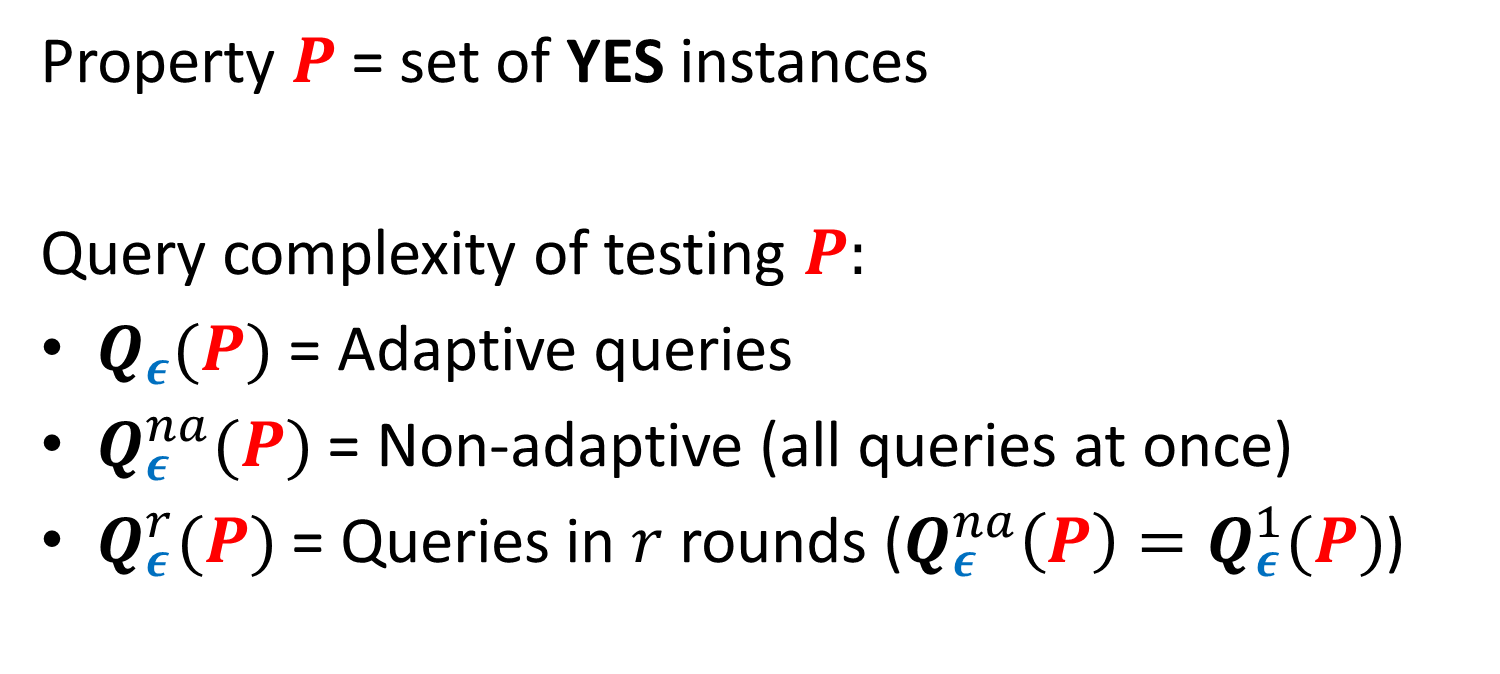 Property P = set of YES instances
Query complexity of testing P:
• Q_ϵ(P) = Adaptive queries
• Q_ϵ^{na}(P) = Non-adaptive (all queries at once)
• Q_ϵ^r(P) = Queries in r rounds (Q_ϵ^{na}(P) = Q_ϵ^1(P))